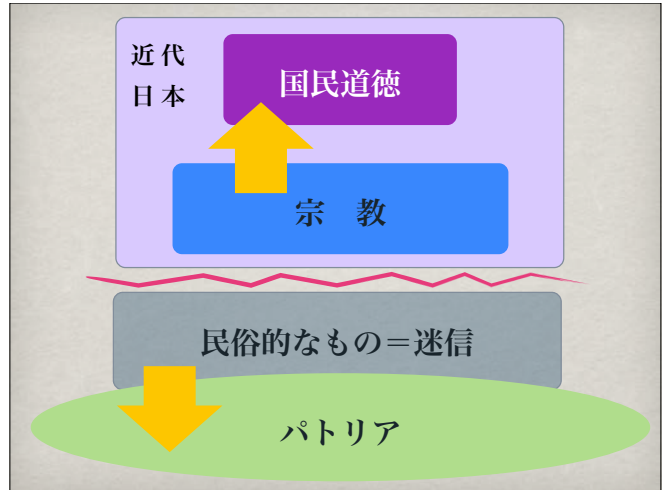 近代
日本
国民道徳
宗　教
民俗的なもの＝迷信
パトリア